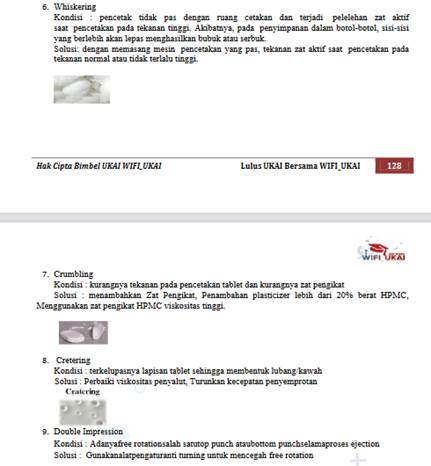 6. Whiskering
Kondisi : pencetak tidak pas dengan ruang cetakan dan terjadi pelelehan zat aktif
saat pencetakan pada tekanan tinggi. Akibatnya, pada penyimpanan dalam botol-botol, sisi-sisi
yang berlebih akan lepas menghasilkan bubuk atau serbuk.
Solusi: dengan memasang mesin pencetakan yang pas, tekanan zat aktif saat pencetakan pada
tekanan normal atau tidak terlalu tinggi.
Hak Cipta Bimbel UKAI WIFI_UKAI
Lulus UKAI Bersama WIFI_UKAI
128
WIFI UKAI
7. Crumbling
Kondisi : kurangnya tekanan pada pencetakan tablet dan kurangnya zat pengikat
Solusi : menambahkan Zat Pengikat, Penambahan plasticizer lebih dari 20% berat HPMC,
Menggunakan zat pengikat HPMC viskositas tinggi.
8. Cretering
Kondisi : terkelupasnya lapisan tablet sehingga membentuk lubang/kawah
Solusi : Perbaiki viskositas penyalut, Turunkan kecepatan penyemprotan
Cratering
9. Double Impression
Kondisi : Adanyafree rotationsalah satutop punch ataubottom punchselamaproses ejection
Solusi : Gunakanalatpengaturanti turning untuk mencegah free rotation